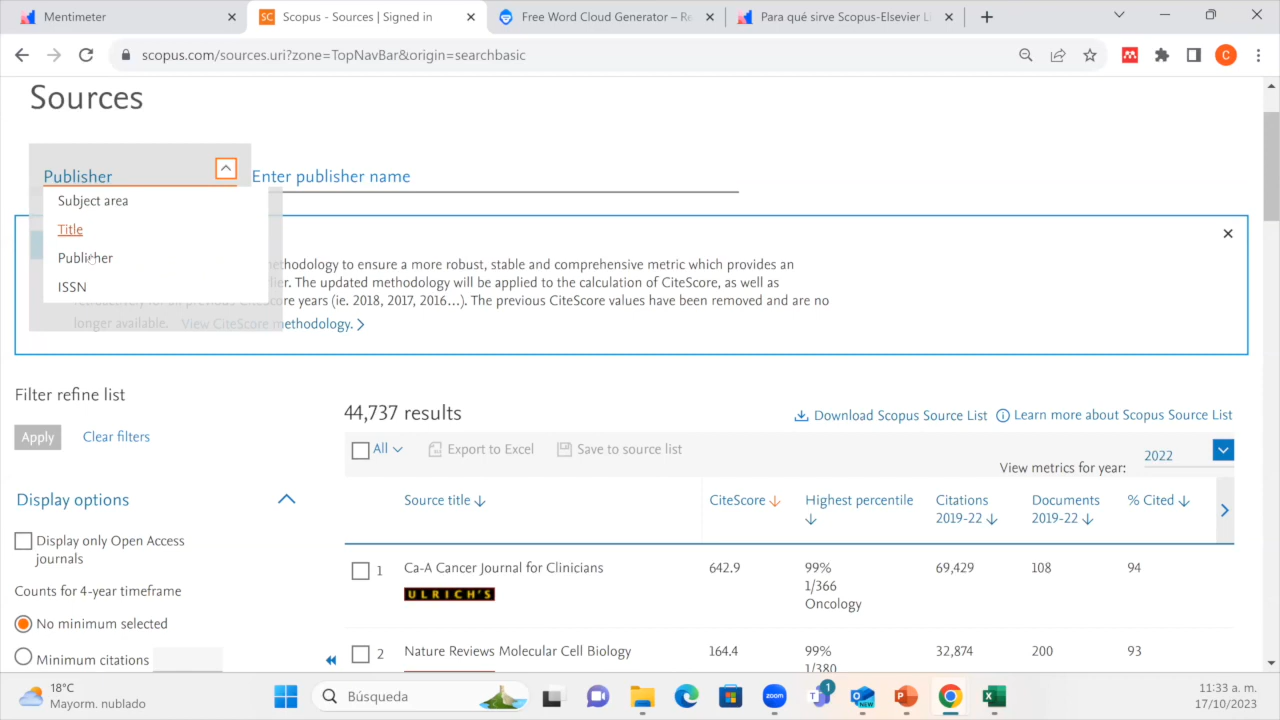 Mentimeter
Scopus - Sources | Signed in
Free Word Cloud Generator – Re
Para qué sirve Scopus-Elsevier L
scopus.com/sources.uri?zone=TopNavBar&origin=searchbasic
C
Sources
Publisher
Enter publisher name
Subject area
Title
Publisher
ISSN
ethodology to ensure a more robust, stable and comprehensive metric which provides an
ier. The updated methodology will be applied to the calculation of CiteScore, as well as
core years (ie. 2018, 2017, 2016…). The previous CiteScore values have been removed and are no
longer available. View CiteScore methodology.
Filter refine list
Apply
Clear filters
44,737 results
Download Scopus Source List
Learn more about Scopus Source List
All
Export to Excel
Save to source list
View metrics for year:
2022
Display options
Display only Open Access
journals
Counts for 4-year timeframe
No minimum selected
Minimum citations
Source title
CiteScore
Highest percentile
Citations
2019-22
Documents
2019-22
% Cited
1
Ca-A Cancer Journal for Clinicians
ULRICH'S
642.9
99%
1/366
Oncology
69,429
108
94
2
Nature Reviews Molecular Cell Biology
164.4
99%
1/380
32,874
200
93
18°C
Mayorm. nublado
Búsqueda
zoom
1
NEW
11:33 a. m.
17/10/2023